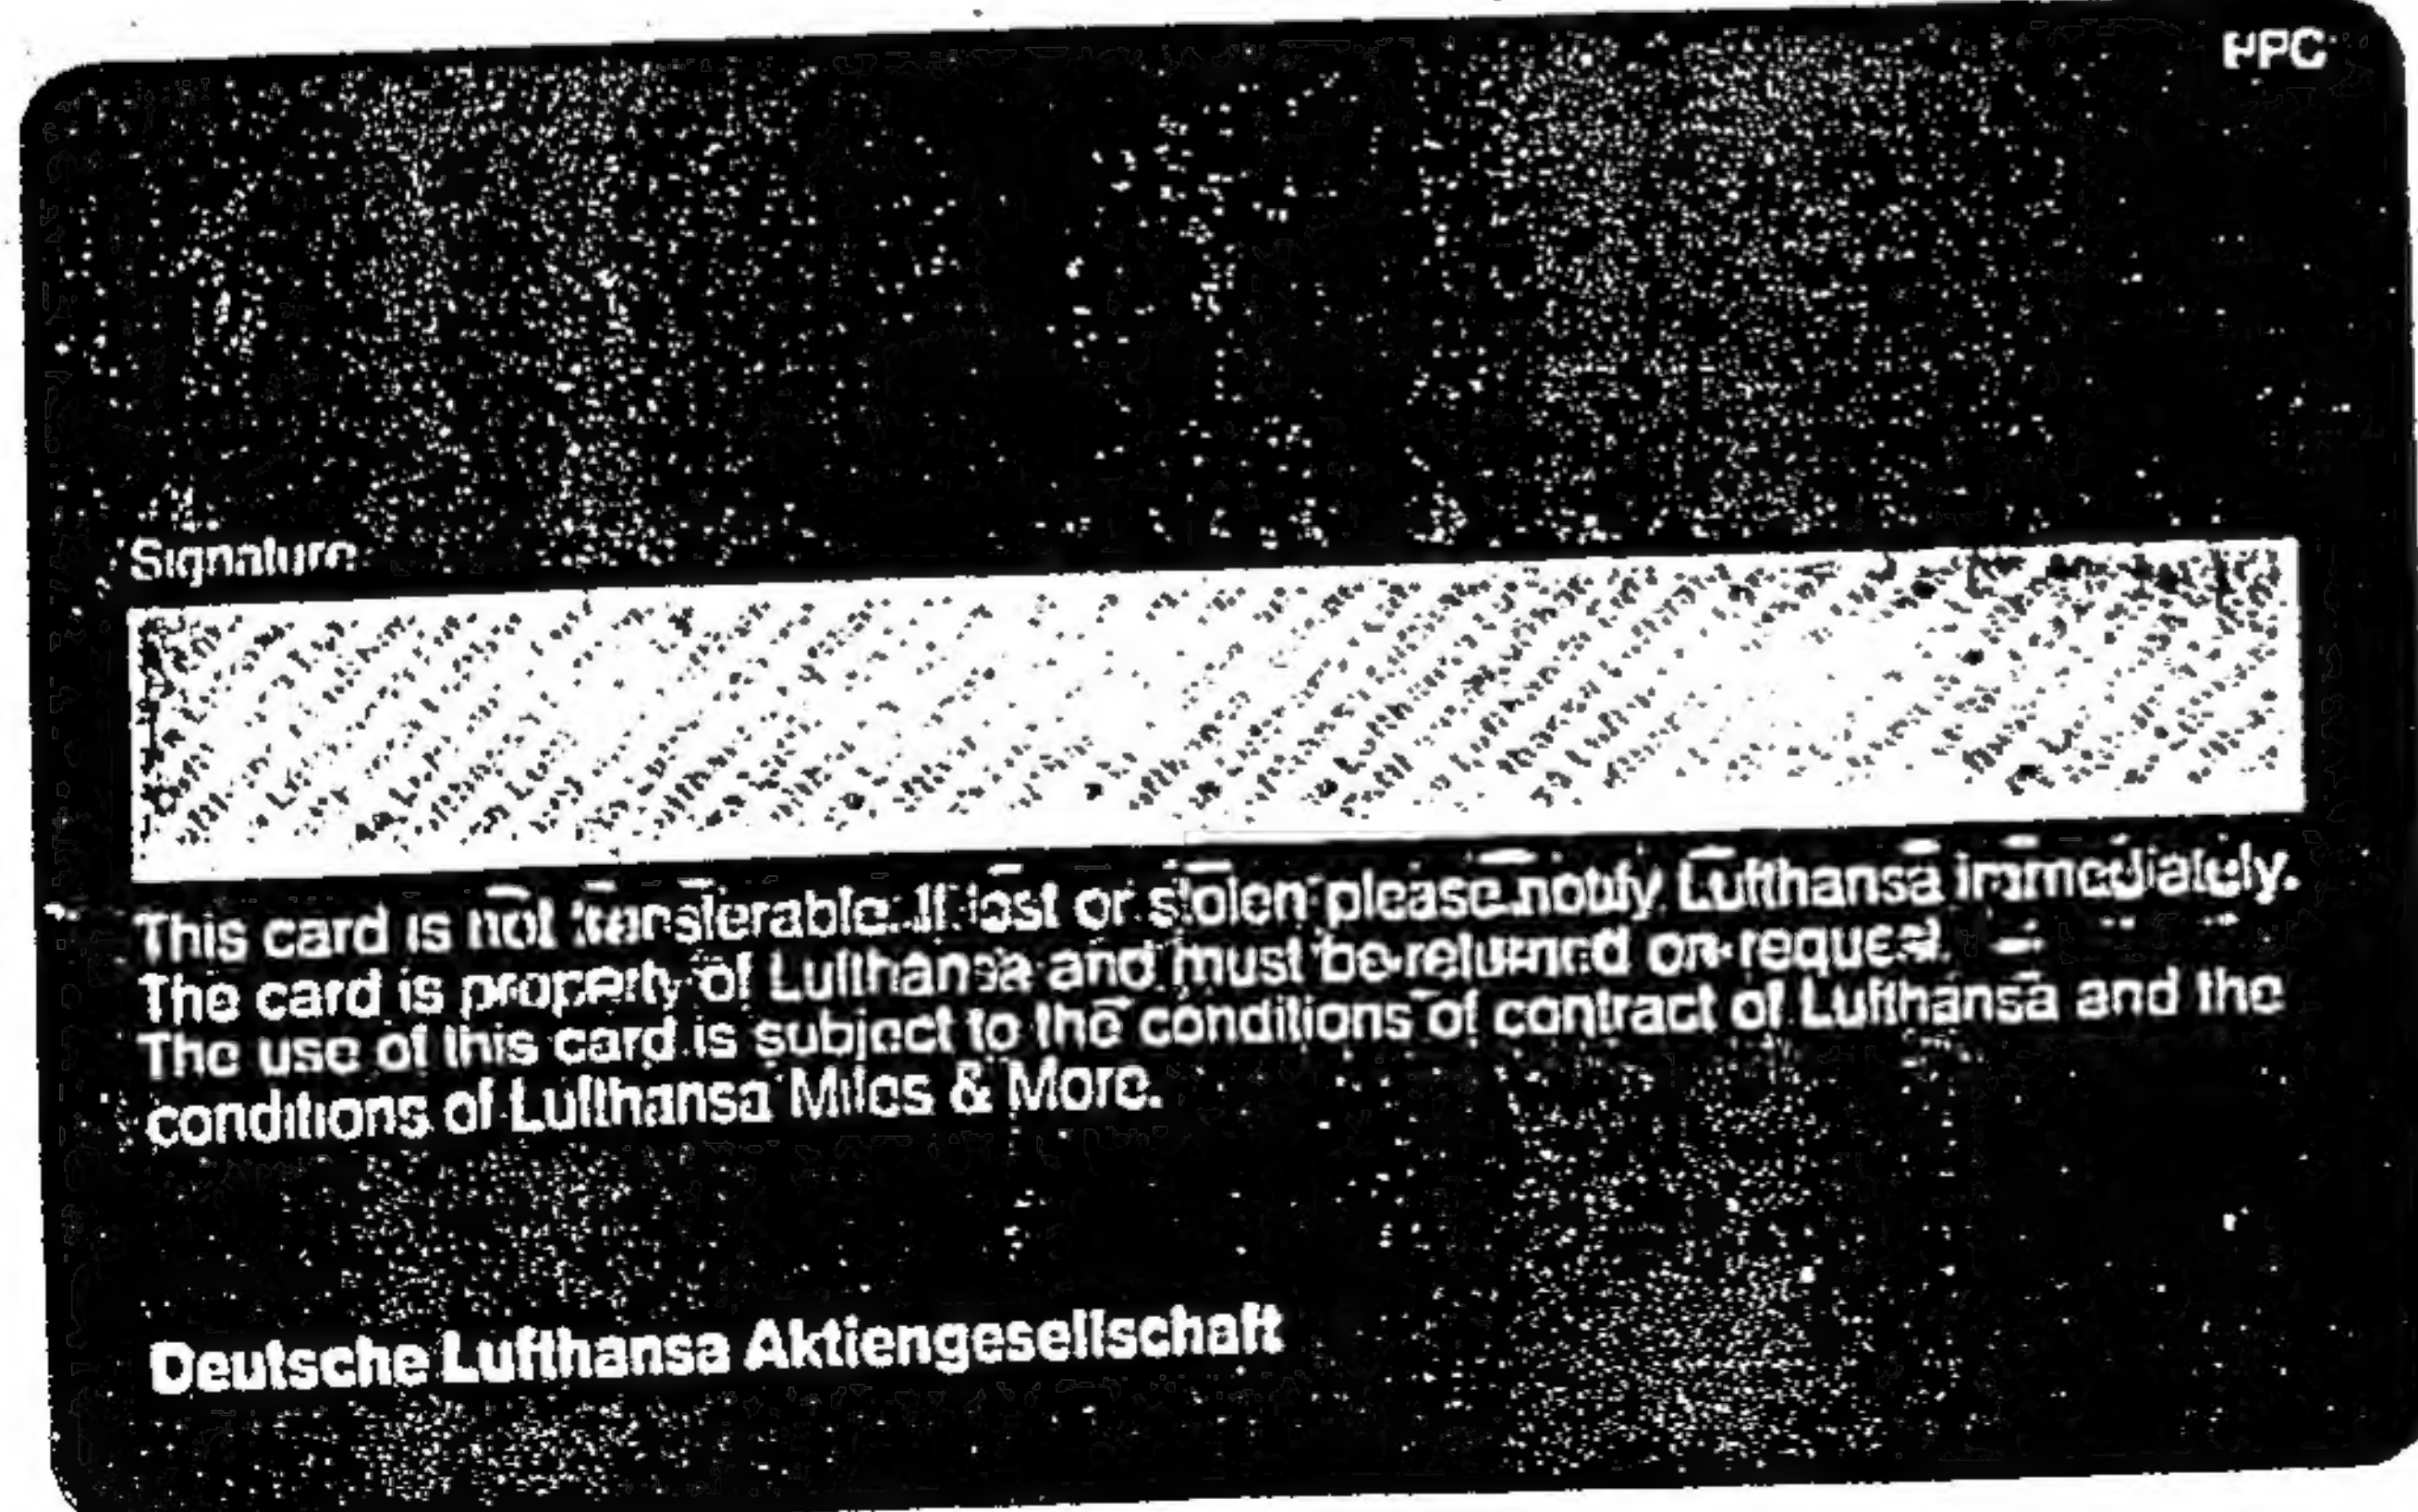 PPC
Signature
This card is not transferable. If lost or stolen please notify Lufthansa immediately.
The card is property of Lufthansa and must be returned on request.
The use of this card is subject to the conditions of contract of Lufthansa and the
conditions of Lufthansa Miles & More.
Deutsche Lufthansa Aktiengesellschaft